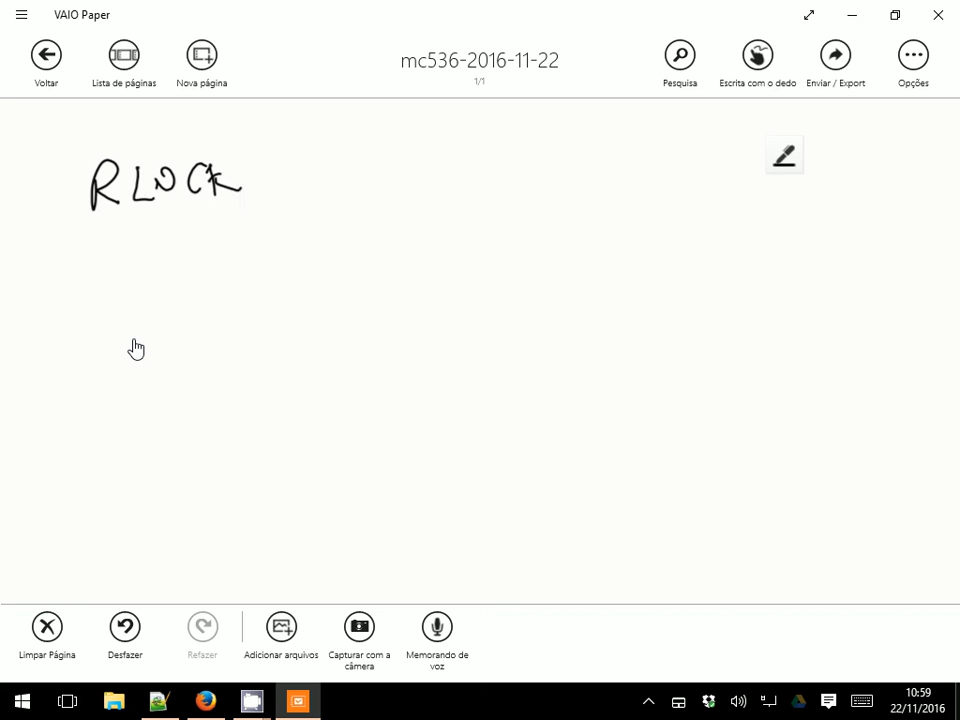 VAIO Paper
Voltar
Lista de páginas
Nova página
mc536-2016-11-22
1/1
Pesquisa
Escrita com o dedo
Enviar / Export
Opções
RLOCK
Limpar Página
Desfazer
Refazer
Adicionar arquivos
Capturar com a
câmera
Memorando de
voz
10:59
22/11/2016